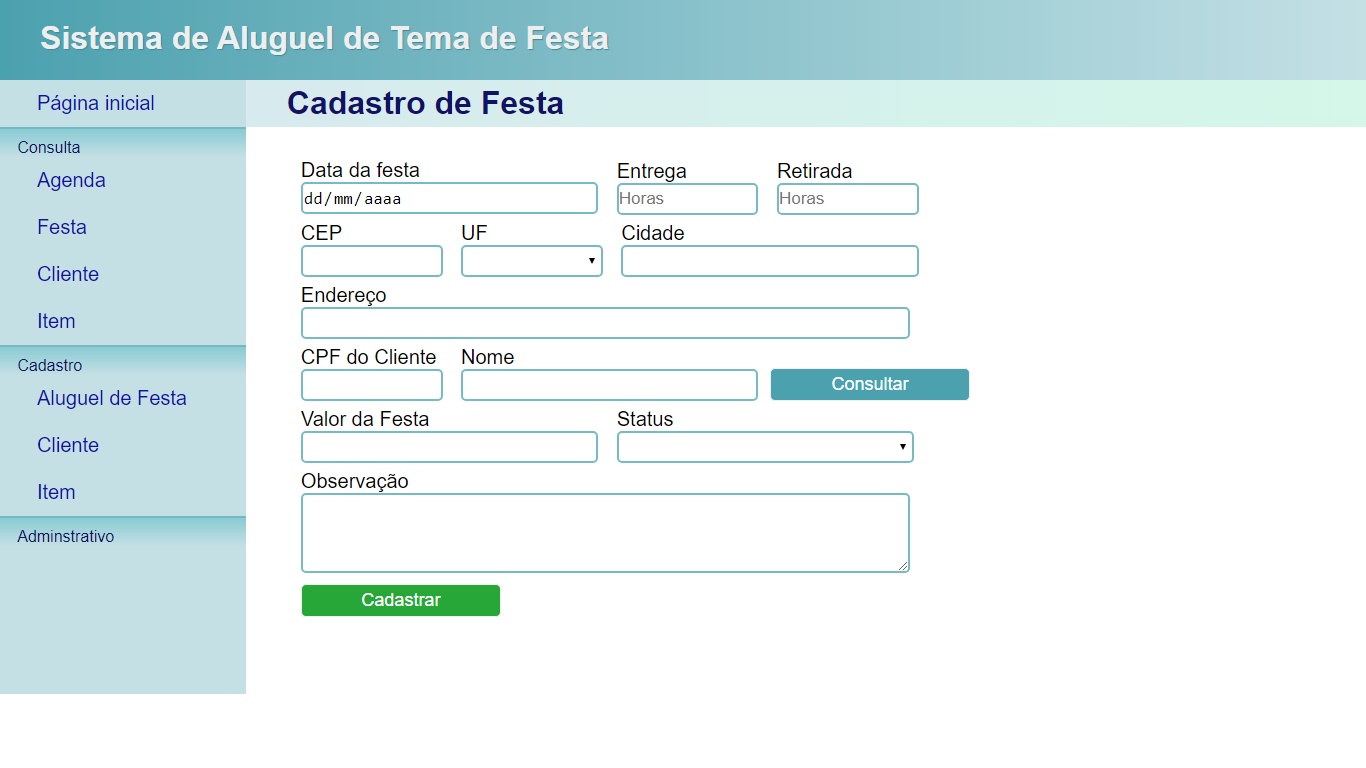 Sistema de Aluguel de Tema de Festa
Página inicial
Consulta
Agenda
Festa
Cliente
Item
Cadastro
Aluguel de Festa
Cliente
Item
Adminstrativo
Cadastro de Festa
Data da festa Entrega Retirada
dd/mm/aaaa Horas Horas
CEP UF Cidade
Endereço
CPF do Cliente Nome
Consultar
Valor da Festa Status
Observação
Cadastrar